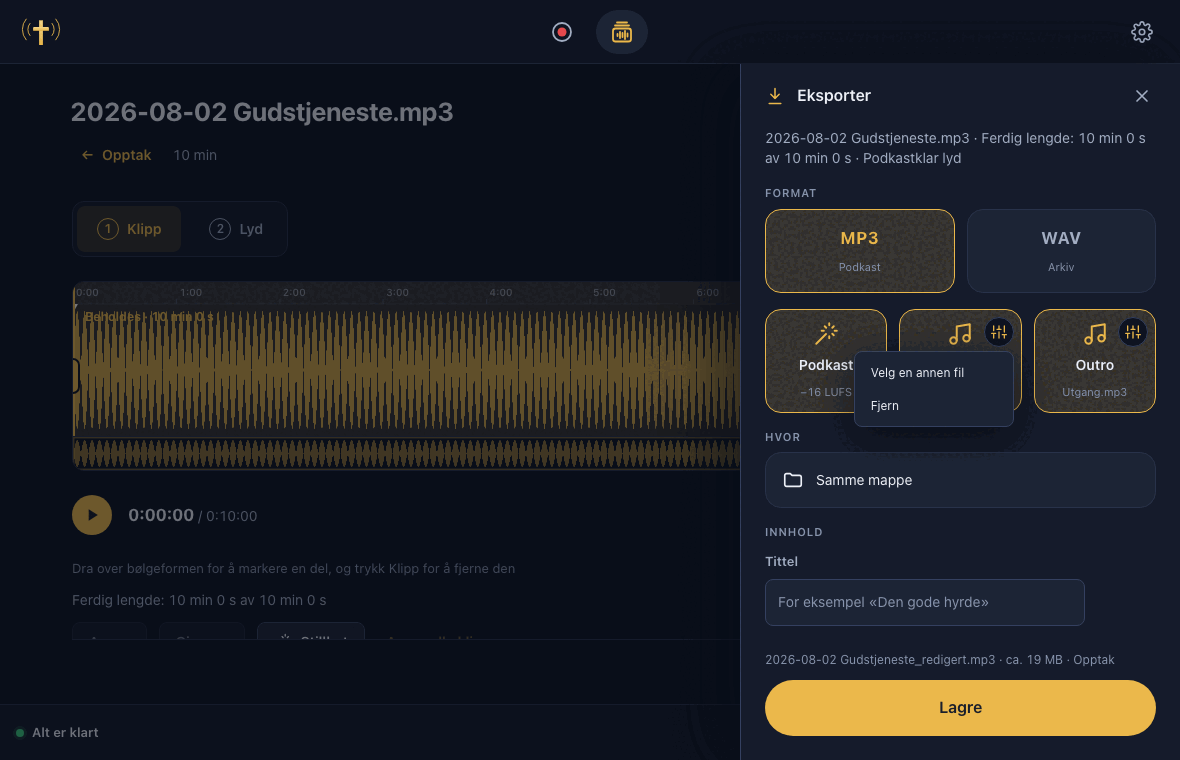 2026-08-02 Gudstjeneste.mp3
← Opptak 10 min
1 Klipp
2 Lyd
0:00 1:00 2:00 3:00 4:00 5:00 6:00
Beholdes · 10 min 0 s
0:00:00 / 0:10:00
Dra over bølgeformen for å markere en del, og trykk Klipp for å fjerne den
Ferdig lengde: 10 min 0 s av 10 min 0 s
Alt er klart
Eksporter
2026-08-02 Gudstjeneste.mp3 · Ferdig lengde: 10 min 0 s
av 10 min 0 s · Podkastklar lyd
FORMAT
MP3
Podkast
WAV
Arkiv
Podkast
−16 LUFS
Velg en annen fil
Fjern
Outro
Utgang.mp3
HVOR
Samme mappe
INNHOLD
Tittel
For eksempel «Den gode hyrde»
2026-08-02 Gudstjeneste_redigert.mp3 · ca. 19 MB · Opptak
Lagre